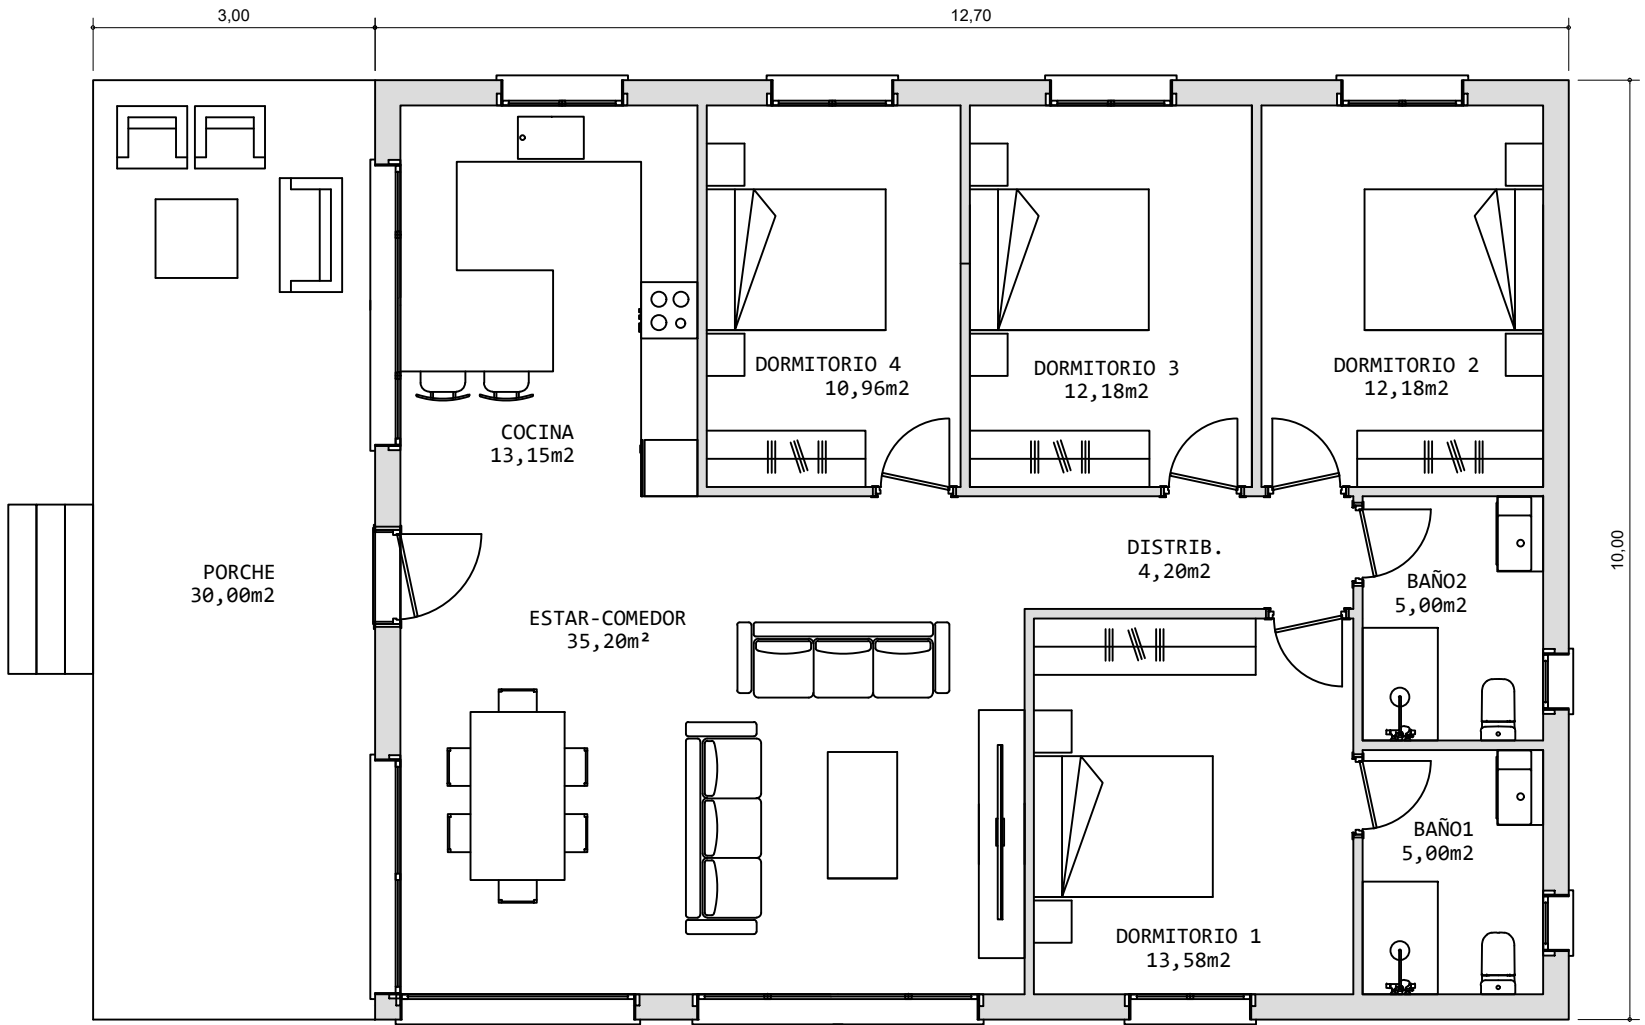 3,00
12,70
DORMITORIO 4
10,96m2
DORMITORIO 3
12,18m2
DORMITORIO 2
12,18m2
COCINA
13,15m2
PORCHE
30,00m2
DISTRIB.
4,20m2
BAÑO2
5,00m2
10,00
ESTAR-COMEDOR
35,20m²
BAÑO1
5,00m2
DORMITORIO 1
13,58m2